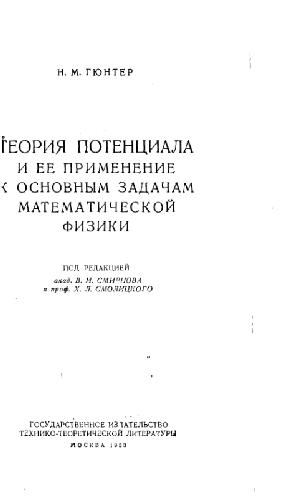 Н. М. ГЮНТЕР
ТЕОРИЯ ПОТЕНЦИАЛА
И ЕЕ ПРИМЕНЕНИЕ
К ОСНОВНЫМ ЗАДАЧАМ
МАТЕМАТИЧЕСКОЙ
ФИЗИКИ
ПОД РЕДАКЦИЕЙ
акад. В. И. СМИРНОВА
и проф. Х. Л. СМОЛИЦКОГО
ГОСУДАРСТВЕННОЕ ИЗДАТЕЛЬСТВО
ТЕХНИКО-ТЕОРЕТИЧЕСКОЙ ЛИТЕРАТУРЫ
МОСКВА